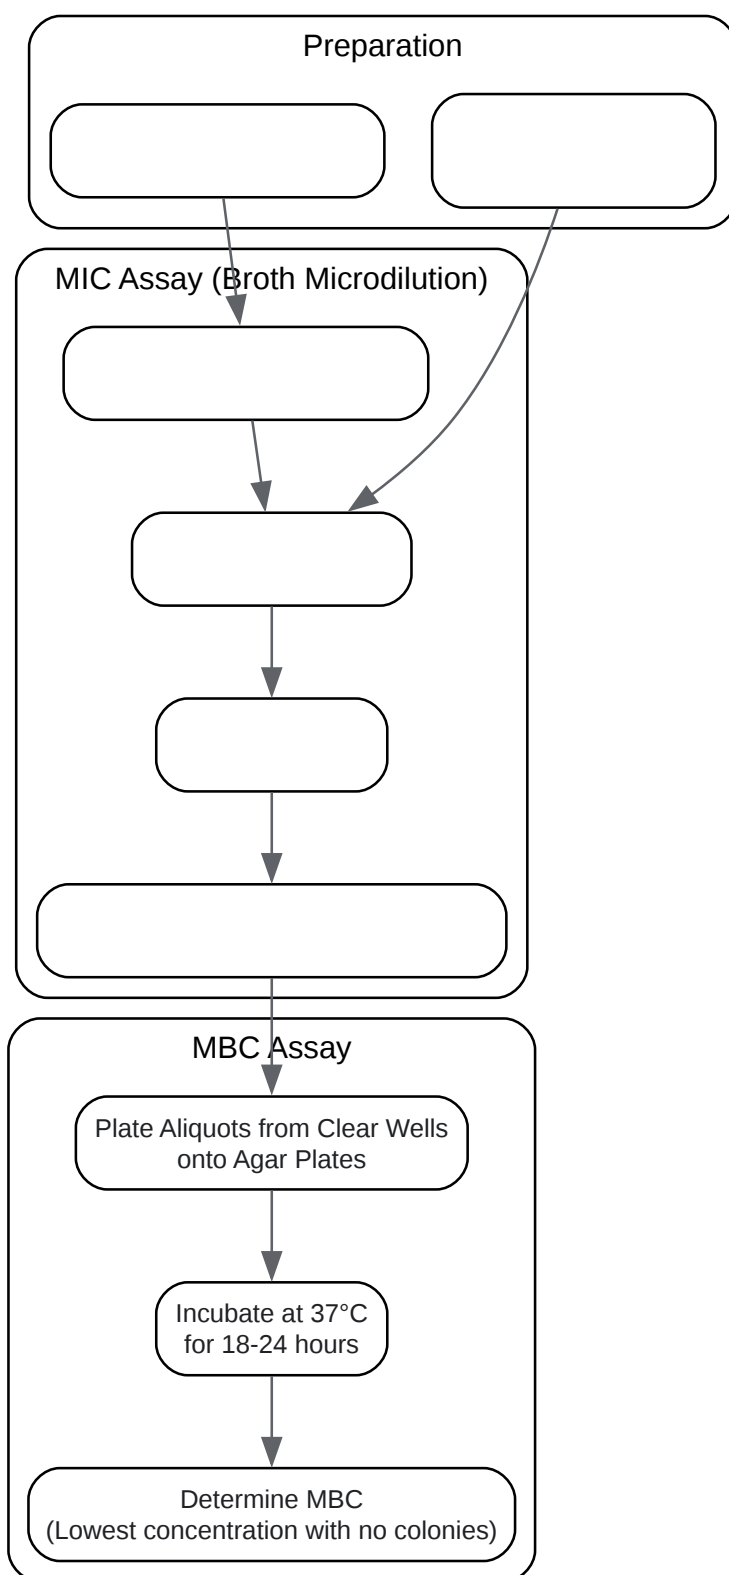 Preparation
MIC Assay (Broth Microdilution)
MBC Assay
Plate Aliquots from Clear Wells
onto Agar Plates
Incubate at 37°C
for 18-24 hours
Determine MBC
(Lowest concentration with no colonies)